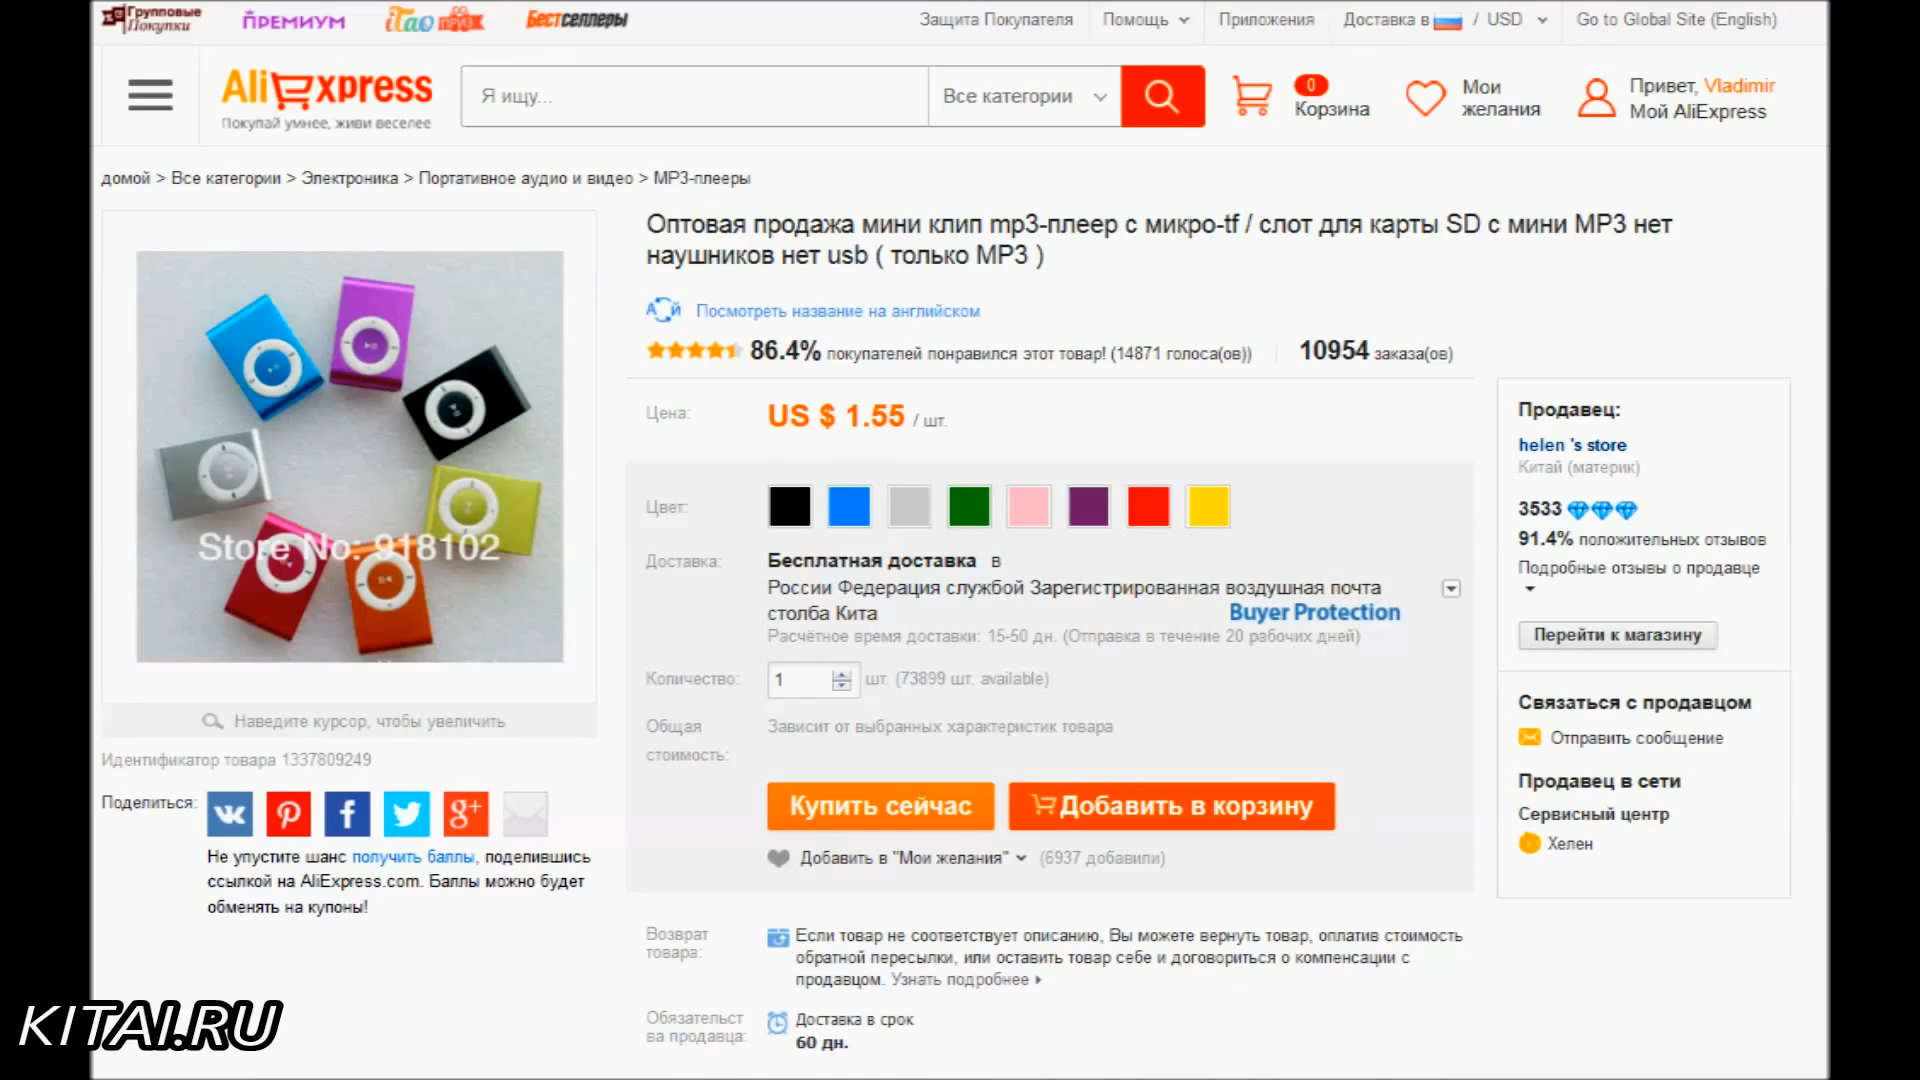 Групповые Покупки
ПРЕМИУМ
iTao ПРИЗ
Бестселлеры
Защита Покупателя
Помощь
Приложения
Доставка в / USD
Go to Global Site (English)
AliExpress
Покупай умнее, живи веселее
Я ищу...
Все категории
0
Корзина
Мои желания
Привет, Vladimir
Мой AliExpress
домой > Все категории > Электроника > Портативное аудио и видео > MP3-плееры
Оптовая продажа мини клип mp3-плеер с микро-tf / слот для карты SD с мини MP3 нет
наушников нет usb ( только MP3 )
Посмотреть название на английском
86.4% покупателей понравился этот товар! (14871 голоса(ов))
10954 заказа(ов)
Цена:
US $ 1.55 / шт.
Цвет:
Доставка:
Бесплатная доставка в
России Федерация службой Зарегистрированная воздушная почта
столба Кита
Buyer Protection
Расчётное время доставки: 15-50 дн. (Отправка в течение 20 рабочих дней)
Количество:
1
шт. (73899 шт. available)
Общая
стоимость:
Зависит от выбранных характеристик товара
Купить сейчас
Добавить в корзину
Добавить в "Мои желания"
(6937 добавили)
Store No: 918102
Наведите курсор, чтобы увеличить
Идентификатор товара 1337809249
Поделиться:
Не упустите шанс получить баллы, поделившись
ссылкой на AliExpress.com. Баллы можно будет
обменять на купоны!
Возврат
товара:
Если товар не соответствует описанию, Вы можете вернуть товар, оплатив стоимость
обратной пересылки, или оставить товар себе и договориться о компенсации с
продавцом. Узнать подробнее
Обязательст
ва продавца:
Доставка в срок
60 дн.
Продавец:
helen 's store
Китай (материк)
3533
91.4% положительных отзывов
Подробные отзывы о продавце
Перейти к магазину
Связаться с продавцом
Отправить сообщение
Продавец в сети
Сервисный центр
Хелен
KITAI.RU